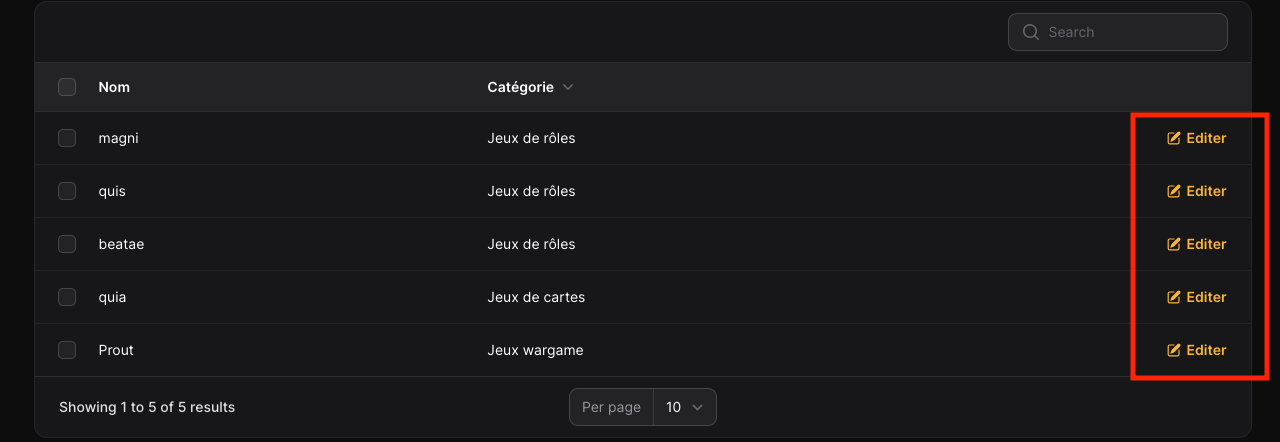 Search
Nom Catégorie
magni Jeux de rôles Editer
quis Jeux de rôles Editer
beatae Jeux de rôles Editer
quia Jeux de cartes Editer
Prout Jeux wargame Editer
Showing 1 to 5 of 5 results Per page 10